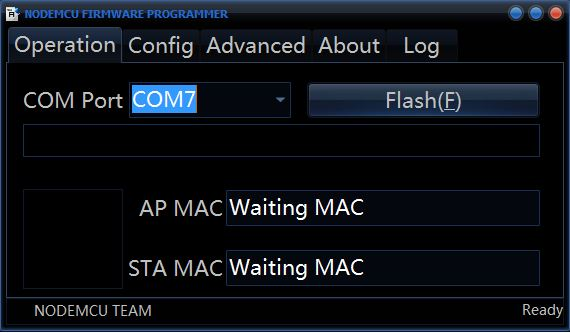 NODEMCU FIRMWARE PROGRAMMER
Operation Config Advanced About Log
COM Port COM7 Flash(F)
AP MAC Waiting MAC
STA MAC Waiting MAC
NODEMCU TEAM Ready